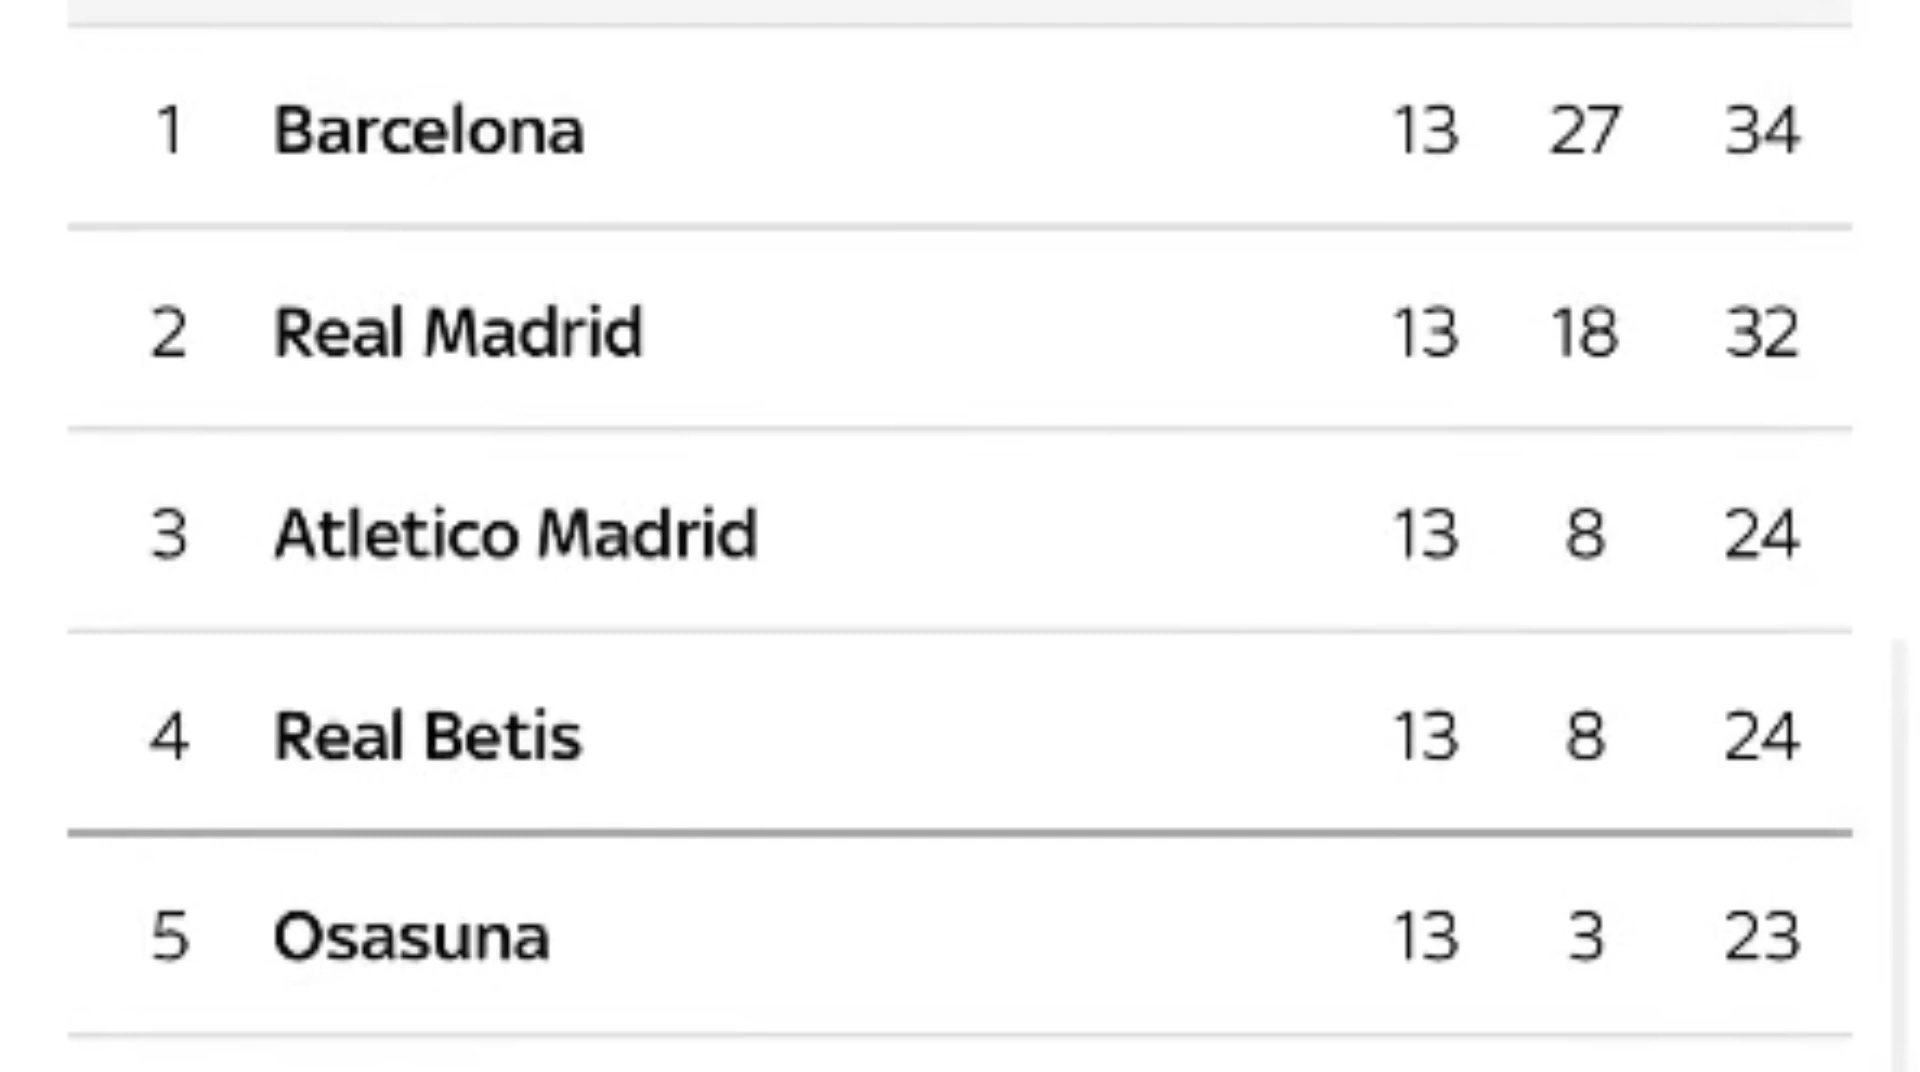 1 Barcelona 13 27 34
2 Real Madrid 13 18 32
3 Atletico Madrid 13 8 24
4 Real Betis 13 8 24
5 Osasuna 13 3 23